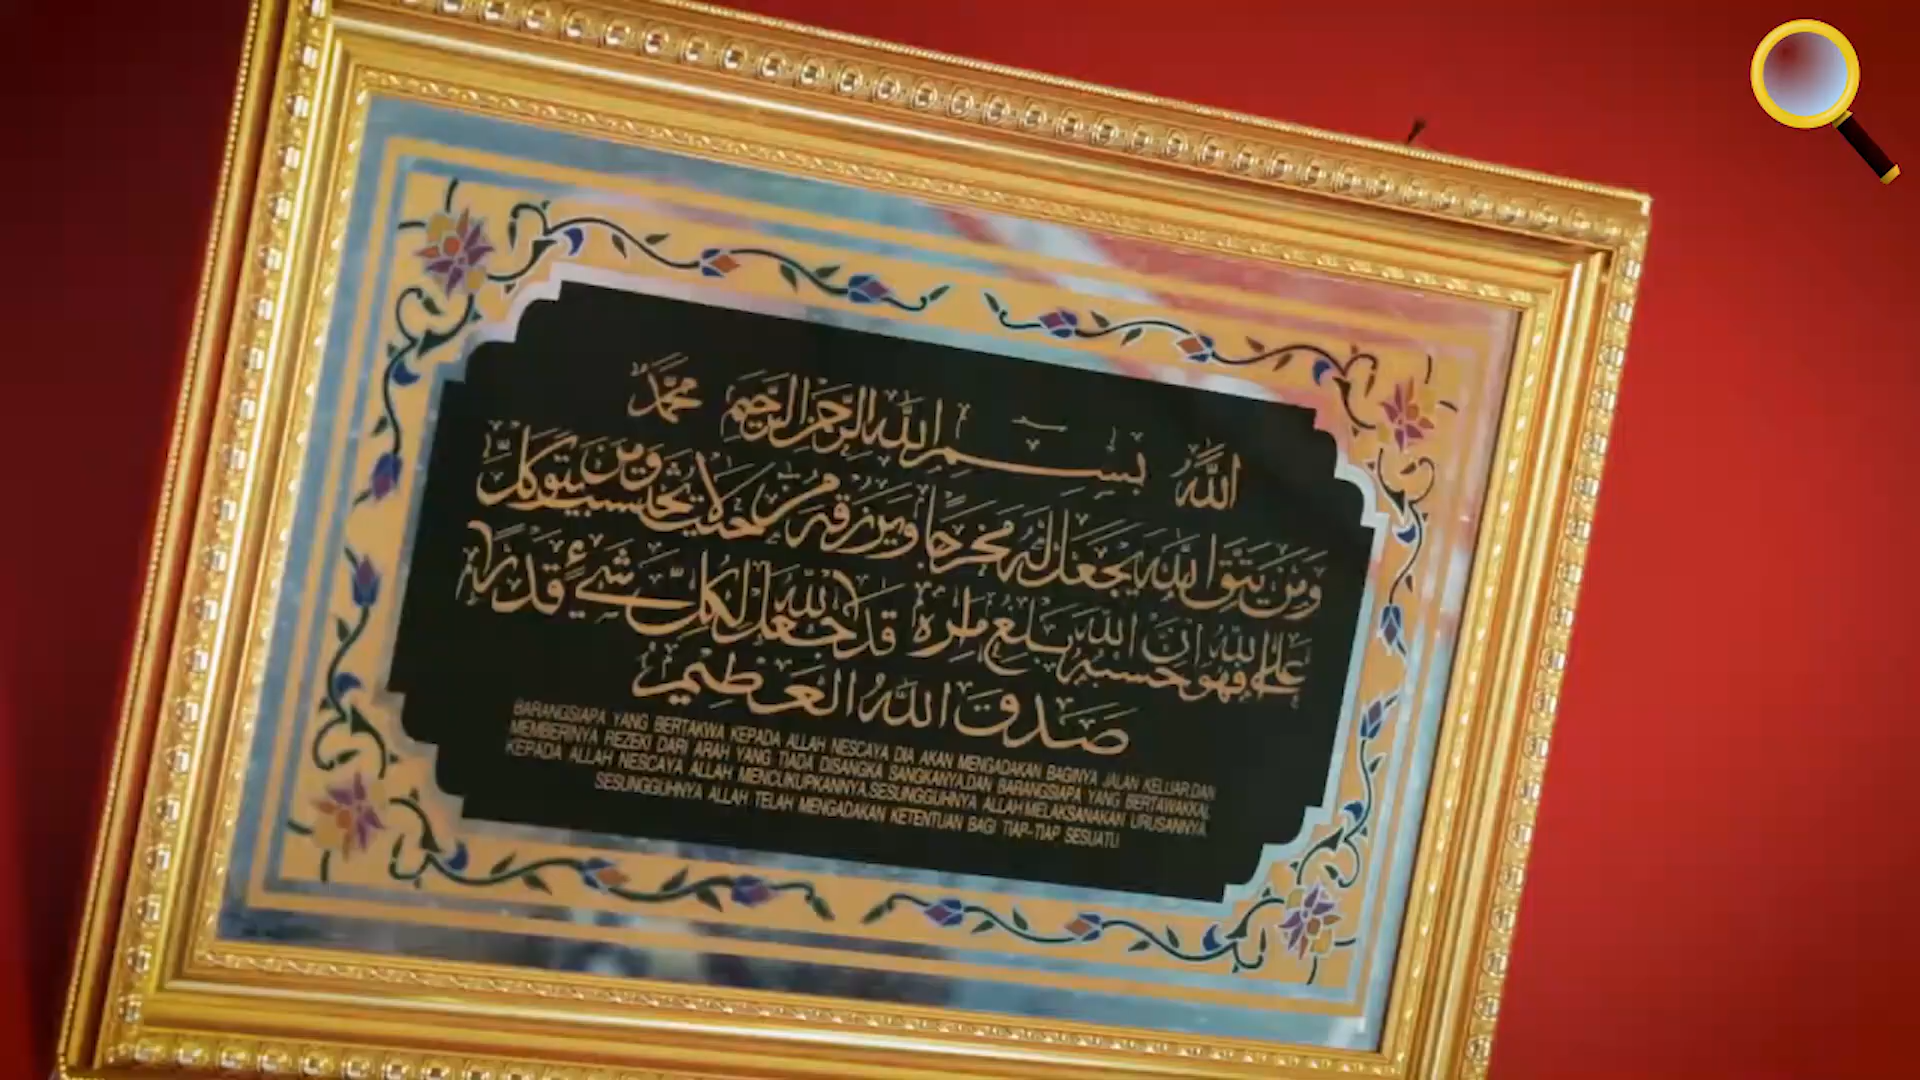 الله بسم الله الرحمن الرحيم محمد
ومن يتق الله يجعل له مخرجا ويرزقه من حيث لا يحتسب ومن يتوكل
على الله فهو حسبه ان الله بلغ امره قد جعل الله لكل شيء قدرا
صدق الله العظيم
BARANGSIAPA YANG BERTAKWA KEPADA ALLAH NESCAYA DIA AKAN MENGADAKAN BAGINYA JALAN KELUAR,DAN
MEMBERINYA REZEKI DARI ARAH YANG TIADA DISANGKA SANGKANYA,DAN BARANGSIAPA YANG BERTAWAKKAL
KEPADA ALLAH NESCAYA ALLAH MENCUKUPKANNYA.SESUNGGUHNYA ALLAH MELAKSANAKAN URUSANNYA
SESUNGGUHNYA ALLAH TELAH MENGADAKAN KETENTUAN BAGI TIAP-TIAP SESUATU